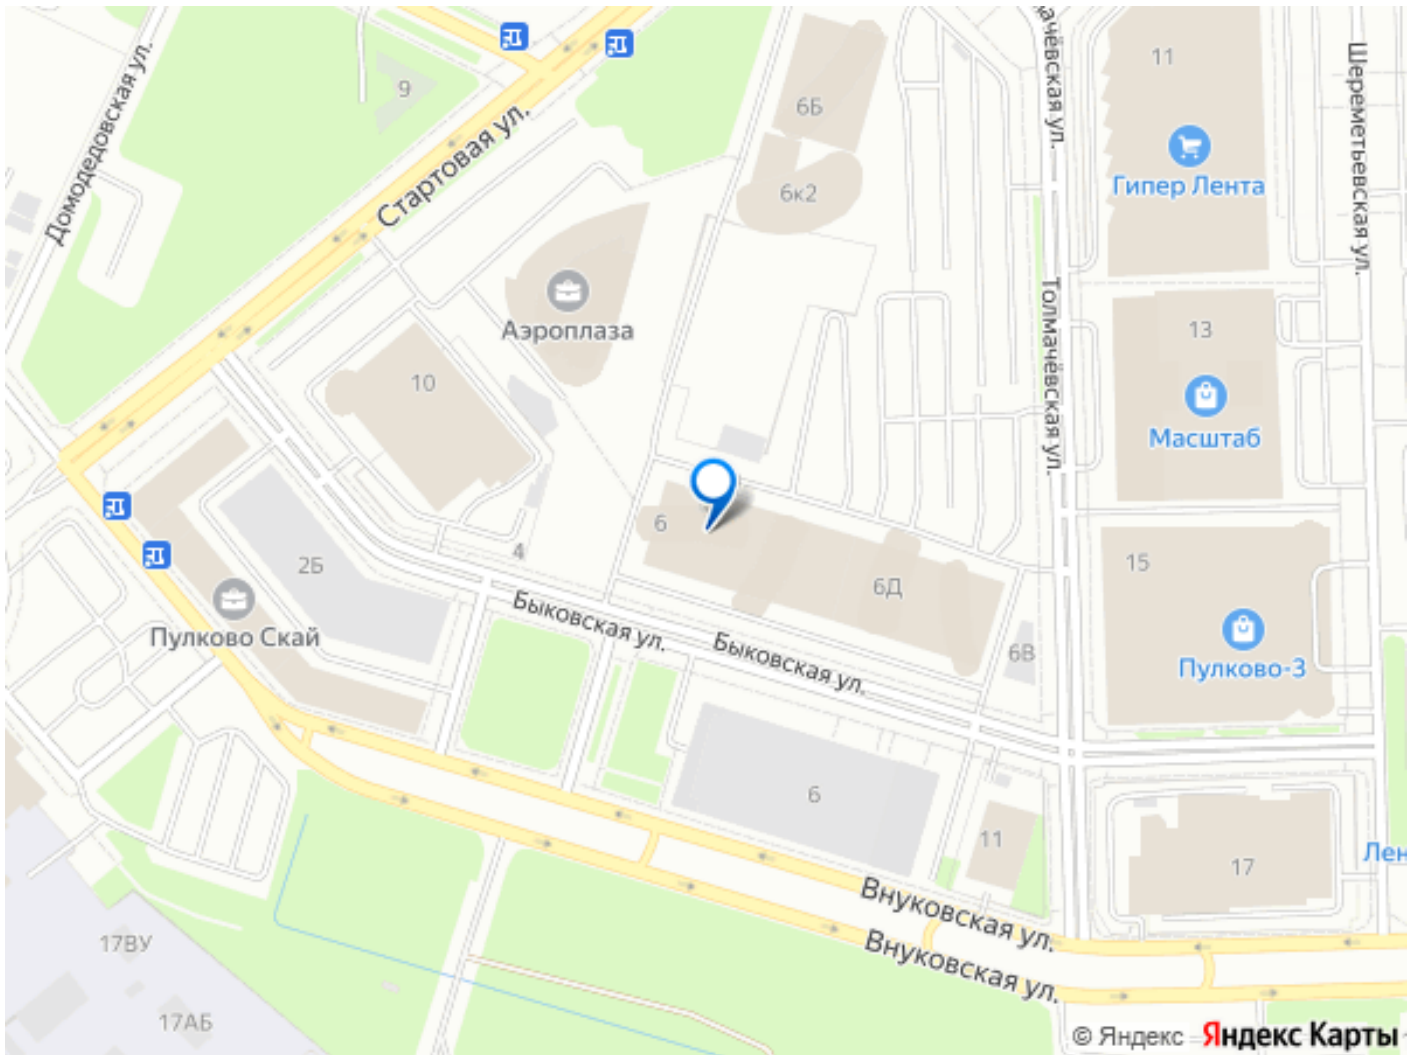 Домодедовская ул.
9
Стартовая ул.
6Б
6к2
11
Гипер Лента
Шереметьевская ул.
Аэроплаза
Толмачёвская ул.
13
Масштаб
10
6
6Д
15
Пулково-3
2Б
4
Пулково Скай
Быковская ул.
Быковская ул.
6В
6
11
17
Внуковская ул.
Внуковская ул.
17ВУ
17АБ
© Яндекс Яндекс Карты